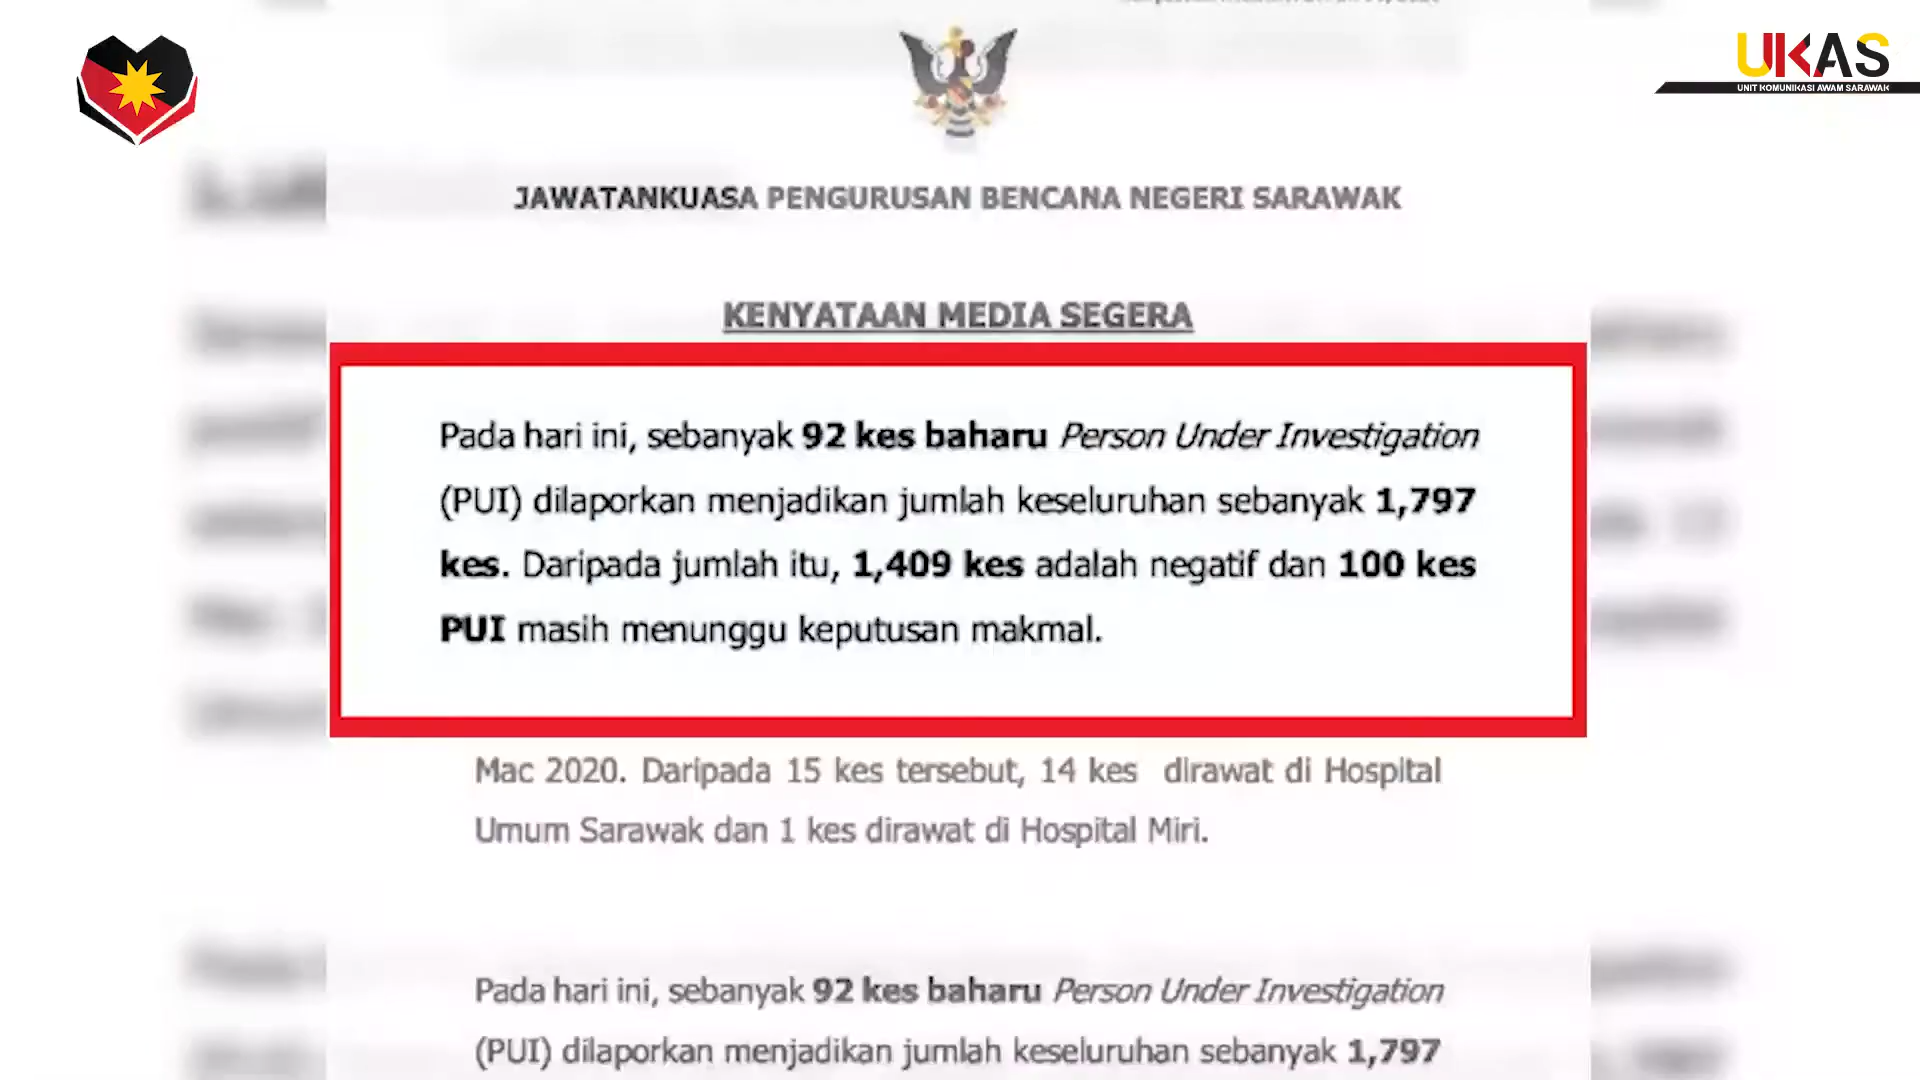 UKAS
UNIT KOMUNIKASI AWAM SARAWAK
JAWATANKUASA PENGURUSAN BENCANA NEGERI SARAWAK
KENYATAAN MEDIA SEGERA
Pada hari ini, sebanyak 92 kes baharu Person Under Investigation
(PUI) dilaporkan menjadikan jumlah keseluruhan sebanyak 1,797
kes. Daripada jumlah itu, 1,409 kes adalah negatif dan 100 kes
PUI masih menunggu keputusan makmal.
Mac 2020. Daripada 15 kes tersebut, 14 kes dirawat di Hospital
Umum Sarawak dan 1 kes dirawat di Hospital Miri.
Pada hari ini, sebanyak 92 kes baharu Person Under Investigation
(PUI) dilaporkan menjadikan jumlah keseluruhan sebanyak 1,797